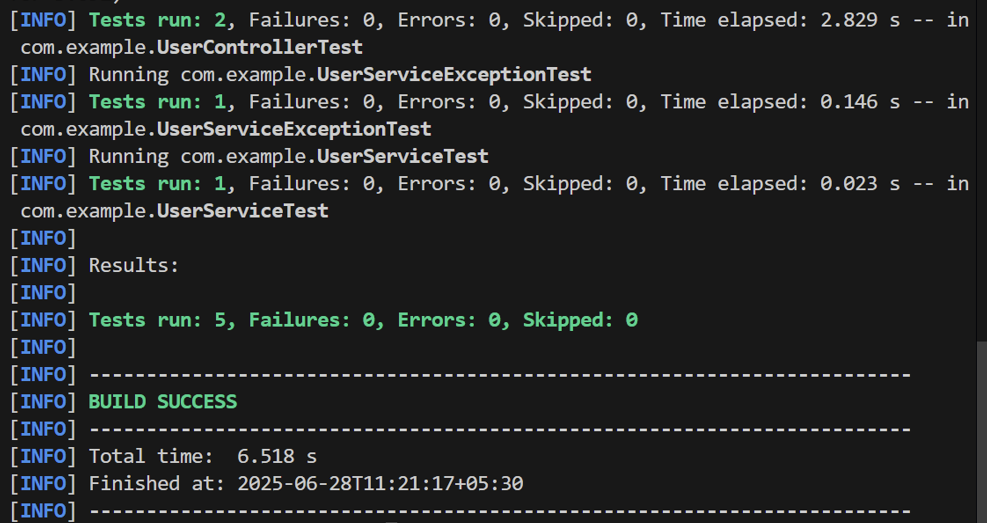 [INFO] Tests run: 2, Failures: 0, Errors: 0, Skipped: 0, Time elapsed: 2.829 s -- in
com.example.UserControllerTest
[INFO] Running com.example.UserServiceExceptionTest
[INFO] Tests run: 1, Failures: 0, Errors: 0, Skipped: 0, Time elapsed: 0.146 s -- in
com.example.UserServiceExceptionTest
[INFO] Running com.example.UserServiceTest
[INFO] Tests run: 1, Failures: 0, Errors: 0, Skipped: 0, Time elapsed: 0.023 s -- in
com.example.UserServiceTest
[INFO]
[INFO] Results:
[INFO]
[INFO] Tests run: 5, Failures: 0, Errors: 0, Skipped: 0
[INFO]
[INFO] ------------------------------------------------------------------------
[INFO] BUILD SUCCESS
[INFO] ------------------------------------------------------------------------
[INFO] Total time:  6.518 s
[INFO] Finished at: 2025-06-28T11:21:17+05:30
[INFO] ------------------------------------------------------------------------